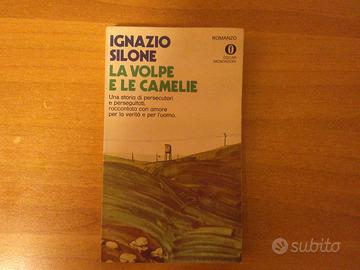 IGNAZIO
SILONE
LA VOLPE
E LE CAMELIE
Una storia di persecutori
e perseguitati,
raccontata con amore
per la verità e per l'uomo.
ROMANZO
OSCAR
MONDADORI
subito